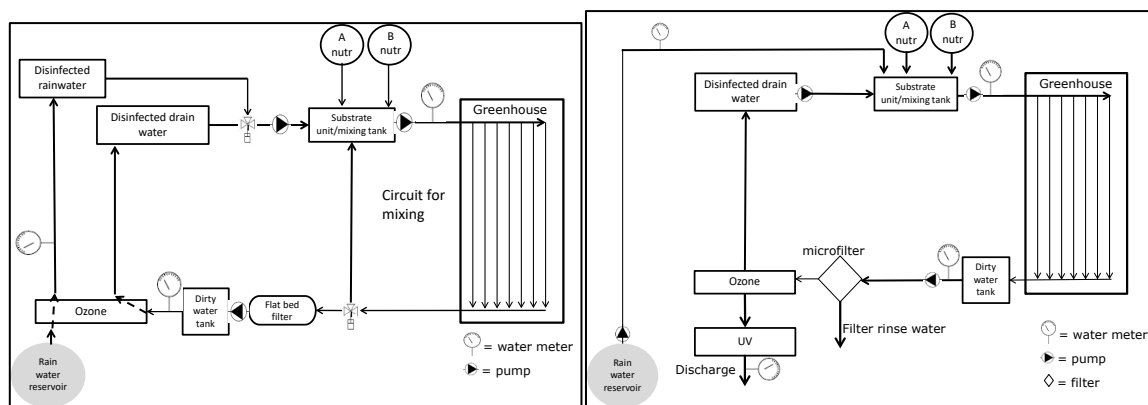 A
nutr
B
nutr
Disinfected
rainwater
Disinfected drain
water
Substrate
unit/mixing tank
Greenhouse
Circuit for
mixing
Ozone
Dirty
water
tank
Flat bed
filter
Rain
water
reservoir
= water meter
= pump
A
nutr
B
nutr
Disinfected drain
water
Substrate
unit/mixing tank
Greenhouse
microfilter
Ozone
Dirty
water
tank
Filter rinse water
UV
Discharge
Rain
water
reservoir
= water meter
= pump
= filter